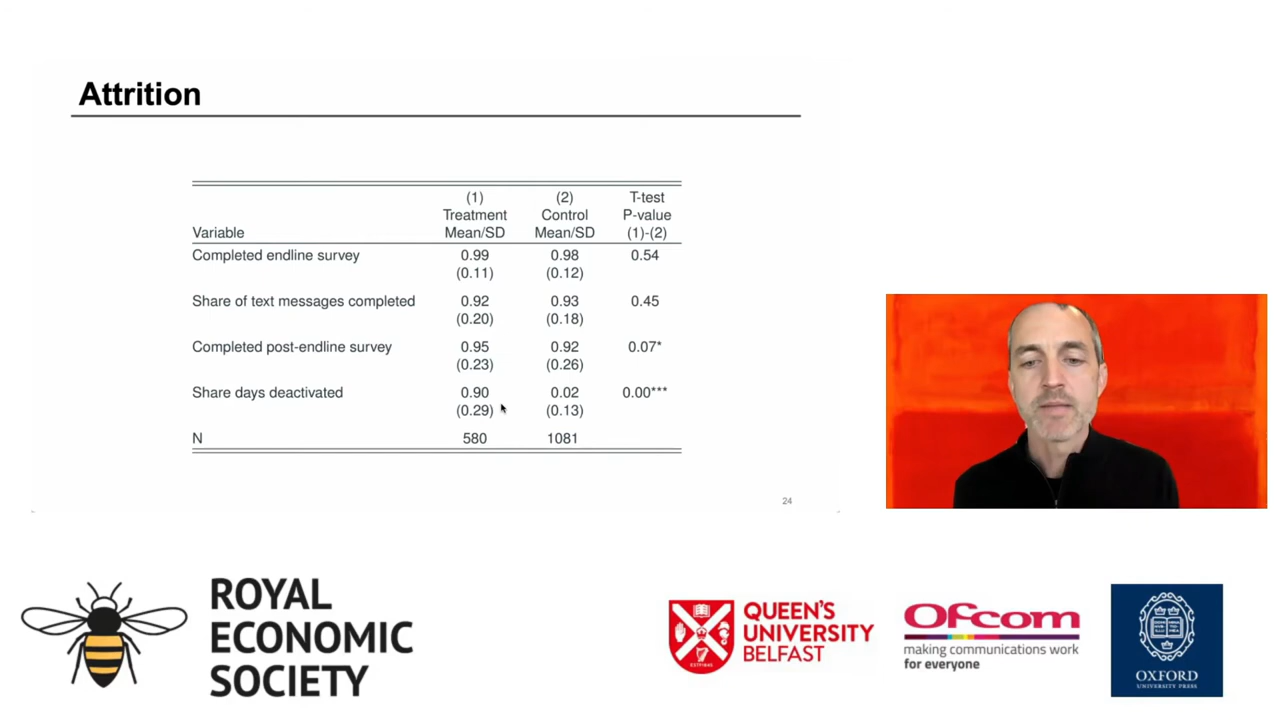 Attrition
(1) (2) T-test
Treatment Control P-value
Variable Mean/SD Mean/SD (1)-(2)
Completed endline survey 0.99 0.98 0.54
(0.11) (0.12)
Share of text messages completed 0.92 0.93 0.45
(0.20) (0.18)
Completed post-endline survey 0.95 0.92 0.07*
(0.23) (0.26)
Share days deactivated 0.90 0.02 0.00***
(0.29) (0.13)
N 580 1081
24
ROYAL
ECONOMIC
SOCIETY
QUEEN'S
UNIVERSITY
BELFAST
Ofcom
making communications work
for everyone
OXFORD
UNIVERSITY PRESS